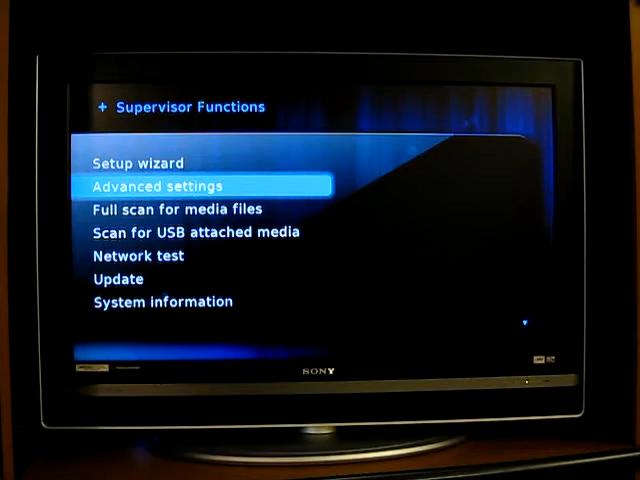 + Supervisor Functions
Setup wizard
Advanced settings
Full scan for media files
Scan for USB attached media
Network test
Update
System information
SONY